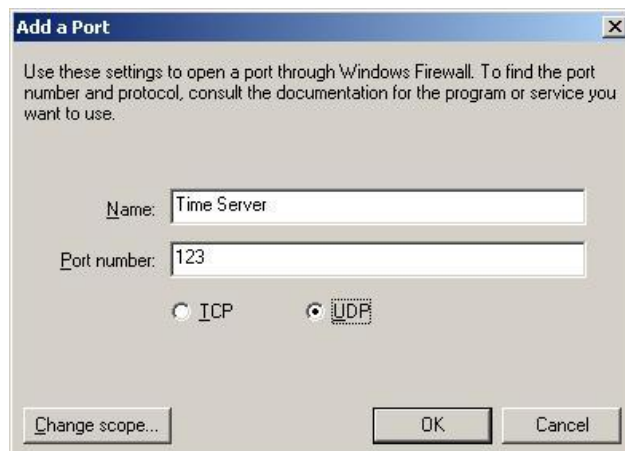 Add a Port
Use these settings to open a port through Windows Firewall. To find the port
number and protocol, consult the documentation for the program or service you
want to use.
Name: Time Server
Port number: 123
TCP UDP
Change scope... OK Cancel